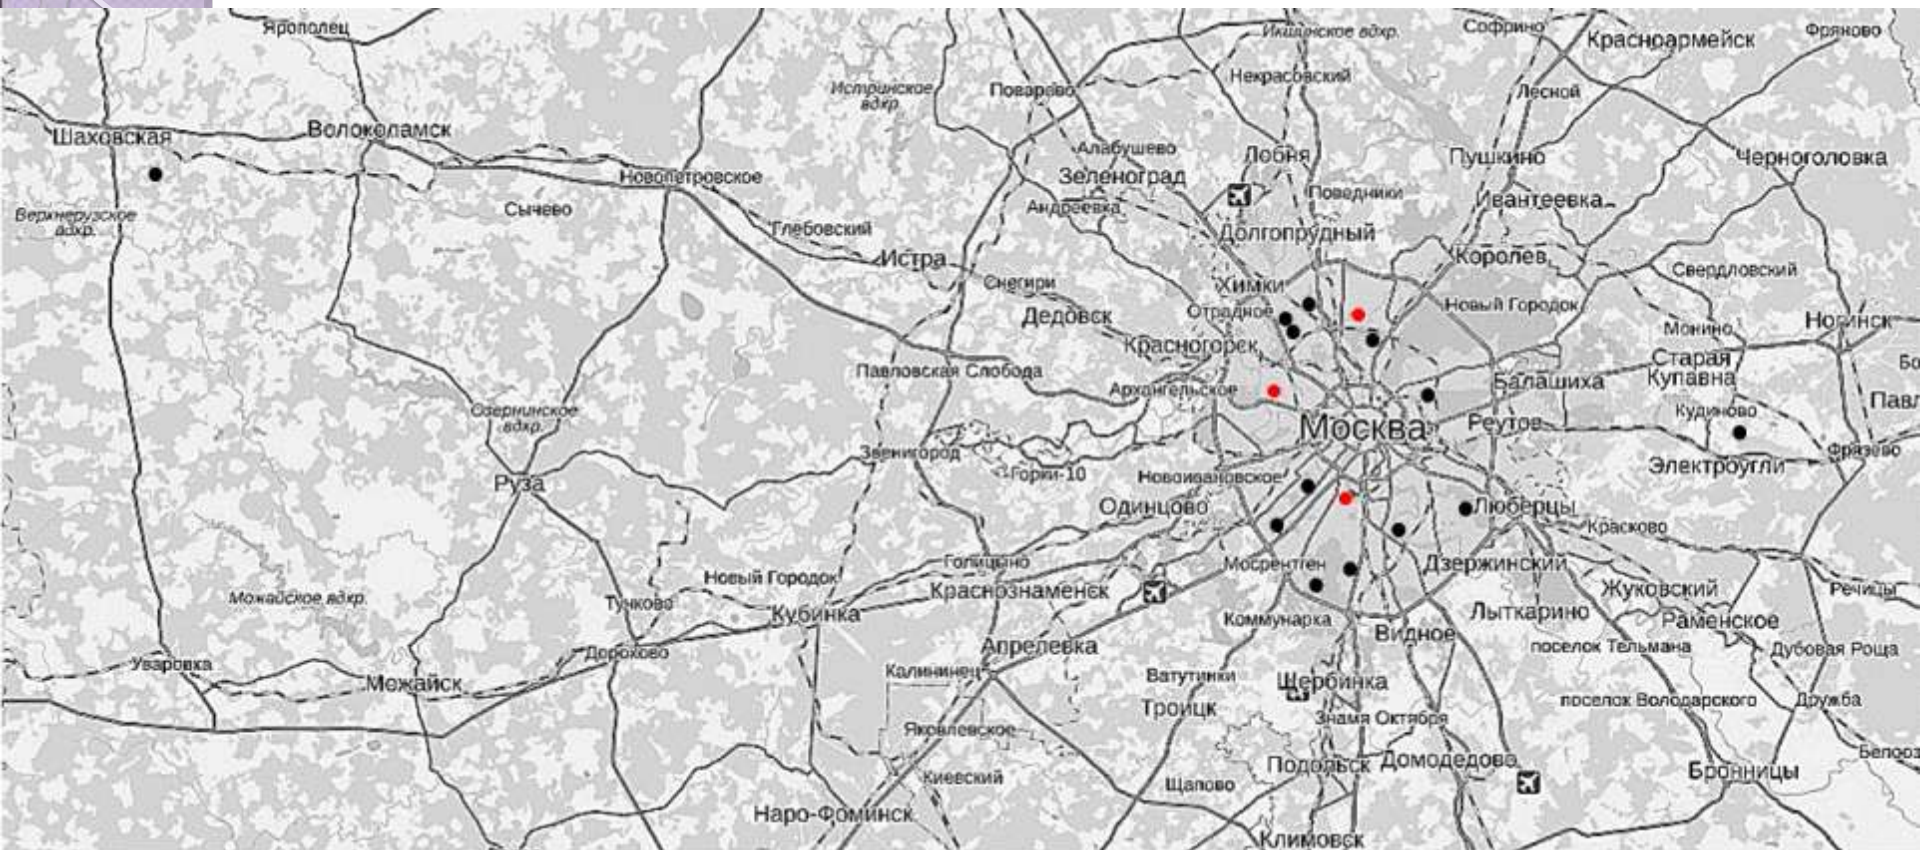 Ярополец
Икшинское вдхр.
Софрино
Красноармейск
Фряново
Некрасовский
Лесной
Поварово
Истринское
вдхр.
Шаховская
Волоколамск
Алабушево
Лобня
Пушкино
Черноголовка
Новопетровское
Зеленоград
Поведники
Ивантеевка
Сычево
Андреевка
Верхнерузское
вдхр.
Глебовский
Долгопрудный
Истра
Королев
Снегири
Свердловский
Химки
Новый Городок
Дедовск
Отрадное
Монино
Ногинск
Красногорск
Старая
Купавна
Павловская Слобода
Архангельское
Балашиха
Озернинское
вдхр.
Кудиново
Москва
Реутов
Звенигород
Фрязево
Горки-10
Электроугли
Руза
Новоивановское
Одинцово
Люберцы
Красково
Голицыно
Мосрентген
Дзержинский
Новый Городок
Краснознаменск
Жуковский
Речицы
Можайское вдхр.
Тучково
Кубинка
Коммунарка
Лыткарино
Раменское
Видное
Апрелевка
поселок Тельмана
Дубовая Роща
Уваровка
Дорохово
Калининец
Ватутинки
Можайск
Щербинка
поселок Володарского
Дружба
Троицк
Знамя Октября
Яковлевское
Белооз
Подольск
Домодедово
Бронницы
Киевский
Щапово
Наро-Фоминск
Климовск